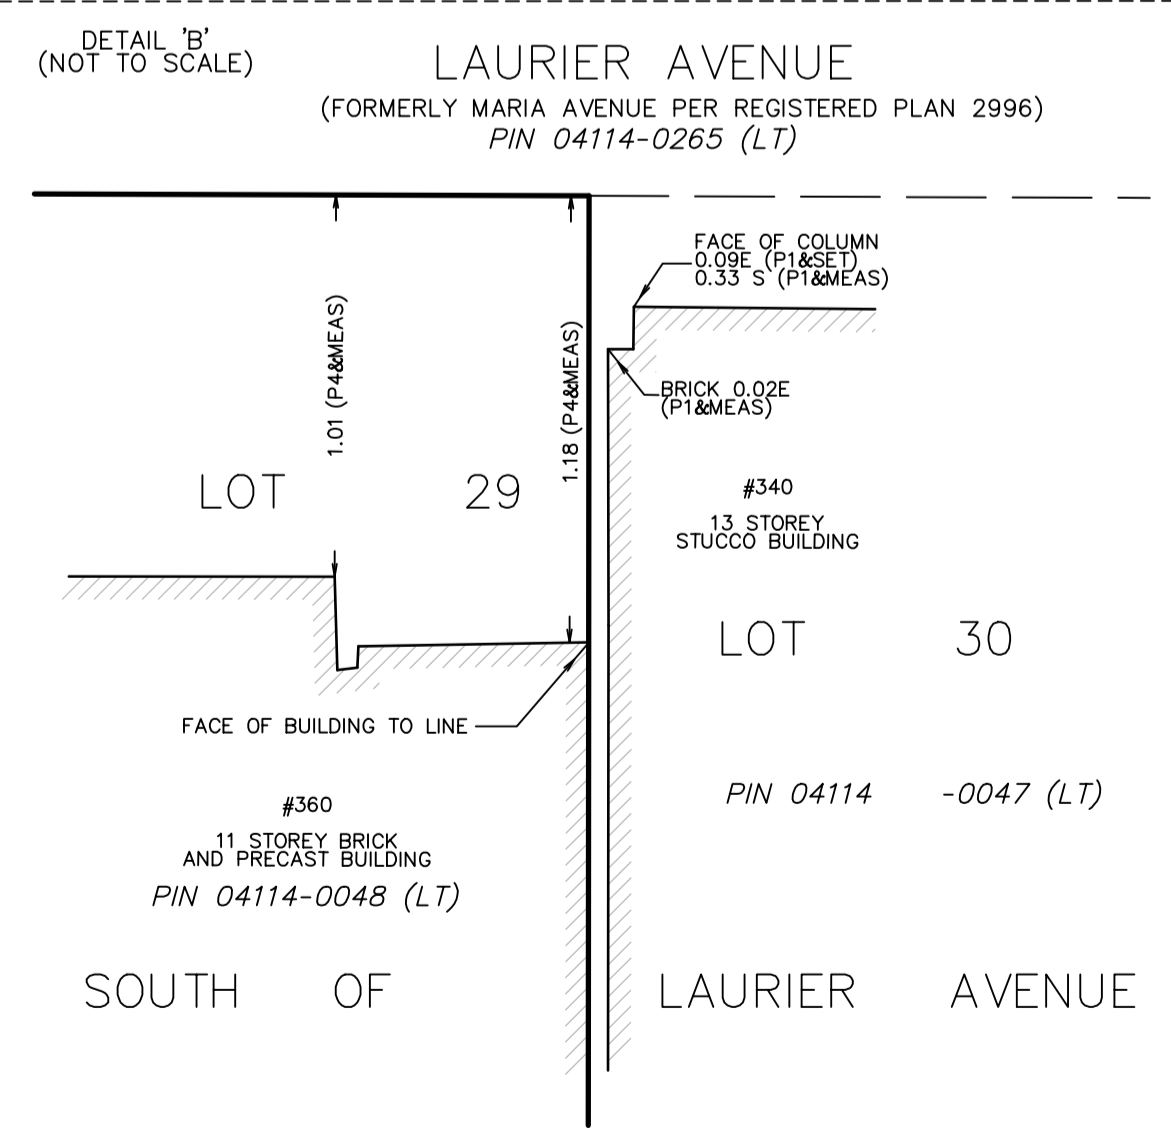 DETAIL 'B'
(NOT TO SCALE)
LAURIER AVENUE
(FORMERLY MARIA AVENUE PER REGISTERED PLAN 2996)
PIN 04114-0265 (LT)
FACE OF COLUMN
0.09E (P1&SET)
0.33 S (P1&MEAS)
1.01 (P4&MEAS)
1.18 (P4&MEAS)
BRICK 0.02E
(P1&MEAS)
LOT 29
#340
13 STOREY
STUCCO BUILDING
LOT 30
FACE OF BUILDING TO LINE
PIN 04114 -0047 (LT)
#360
11 STOREY BRICK
AND PRECAST BUILDING
PIN 04114-0048 (LT)
SOUTH OF LAURIER AVENUE